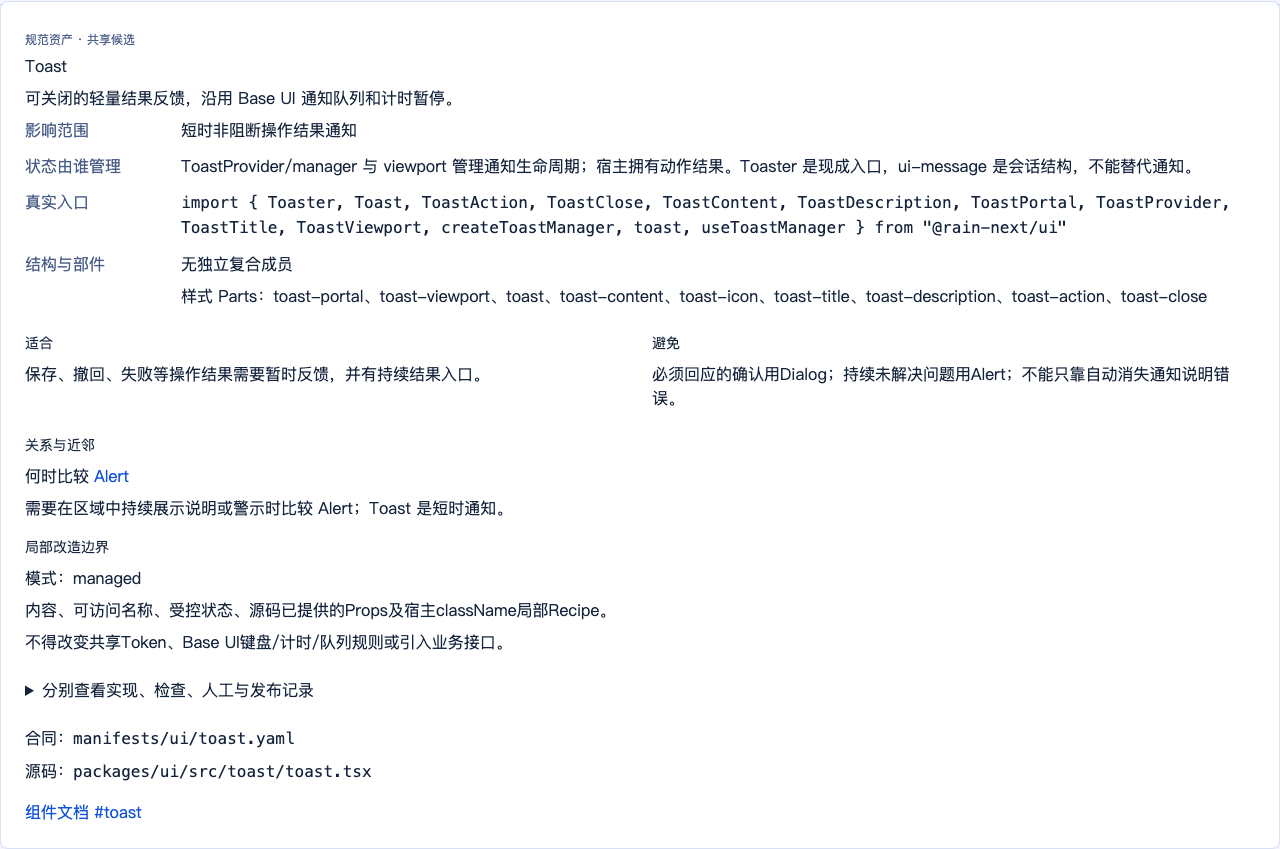 规范资产 · 共享候选
Toast
可关闭的轻量结果反馈，沿用 Base UI 通知队列和计时暂停。
影响范围 短时非阻断操作结果通知
状态由谁管理 ToastProvider/manager 与 viewport 管理通知生命周期；宿主拥有动作结果。Toaster 是现成入口，ui-message 是会话结构，不能替代通知。
真实入口 import { Toaster, Toast, ToastAction, ToastClose, ToastContent, ToastDescription, ToastPortal, ToastProvider,
ToastTitle, ToastViewport, createToastManager, toast, useToastManager } from "@rain-next/ui"
结构与部件 无独立复合成员
样式 Parts：toast-portal、toast-viewport、toast、toast-content、toast-icon、toast-title、toast-description、toast-action、toast-close
适合
保存、撤回、失败等操作结果需要暂时反馈，并有持续结果入口。
避免
必须回应的确认用Dialog；持续未解决问题用Alert；不能只靠自动消失通知说明错
误。
关系与近邻
何时比较 Alert
需要在区域中持续展示说明或警示时比较 Alert；Toast 是短时通知。
局部改造边界
模式：managed
内容、可访问名称、受控状态、源码已提供的Props及宿主className局部Recipe。
不得改变共享Token、Base UI键盘/计时/队列规则或引入业务接口。
▶ 分别查看实现、检查、人工与发布记录
合同：manifests/ui/toast.yaml
源码：packages/ui/src/toast/toast.tsx
组件文档 #toast